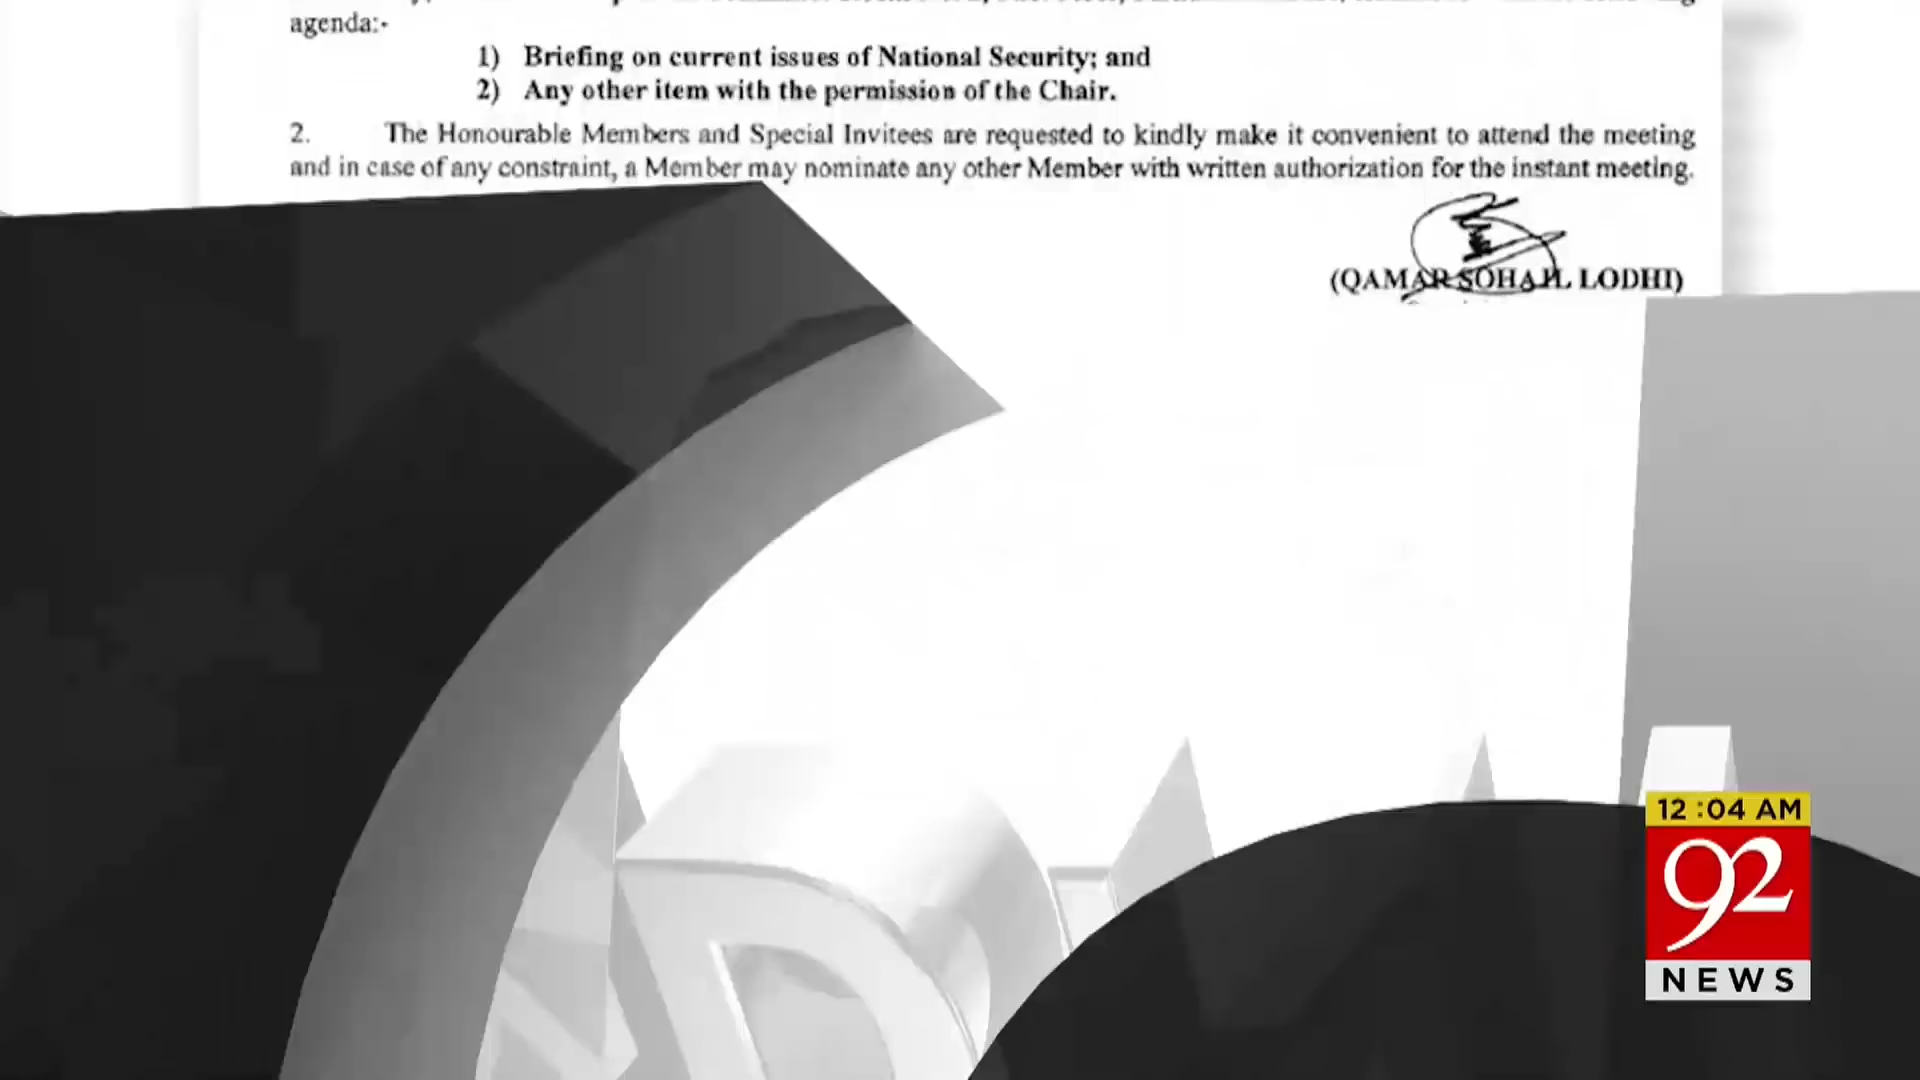 agenda:-
1) Briefing on current issues of National Security; and
2) Any other item with the permission of the Chair.
2. The Honourable Members and Special Invitees are requested to kindly make it convenient to attend the meeting
and in case of any constraint, a Member may nominate any other Member with written authorization for the instant meeting.
(QAMAR SOHAIL LODHI)
12:04 AM
92
NEWS